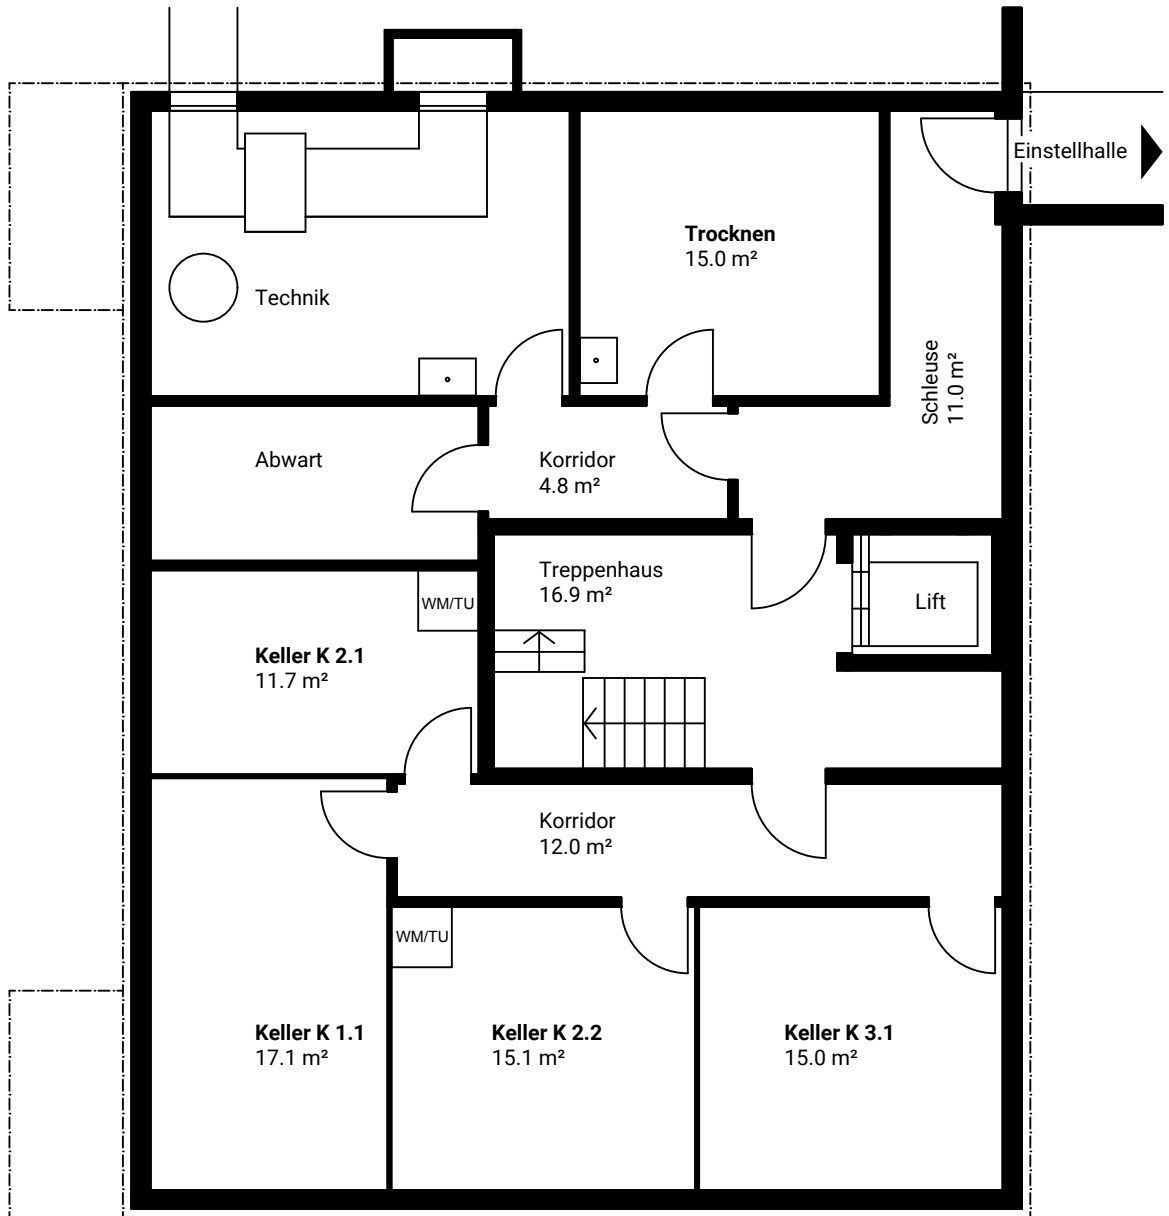 Einstellhalle
Trocknen
15.0 m²
Technik
Schleuse
11.0 m²
Abwart
Korridor
4.8 m²
Treppenhaus
16.9 m²
Lift
WM/TU
Keller K 2.1
11.7 m²
Korridor
12.0 m²
WM/TU
Keller K 1.1
17.1 m²
Keller K 2.2
15.1 m²
Keller K 3.1
15.0 m²